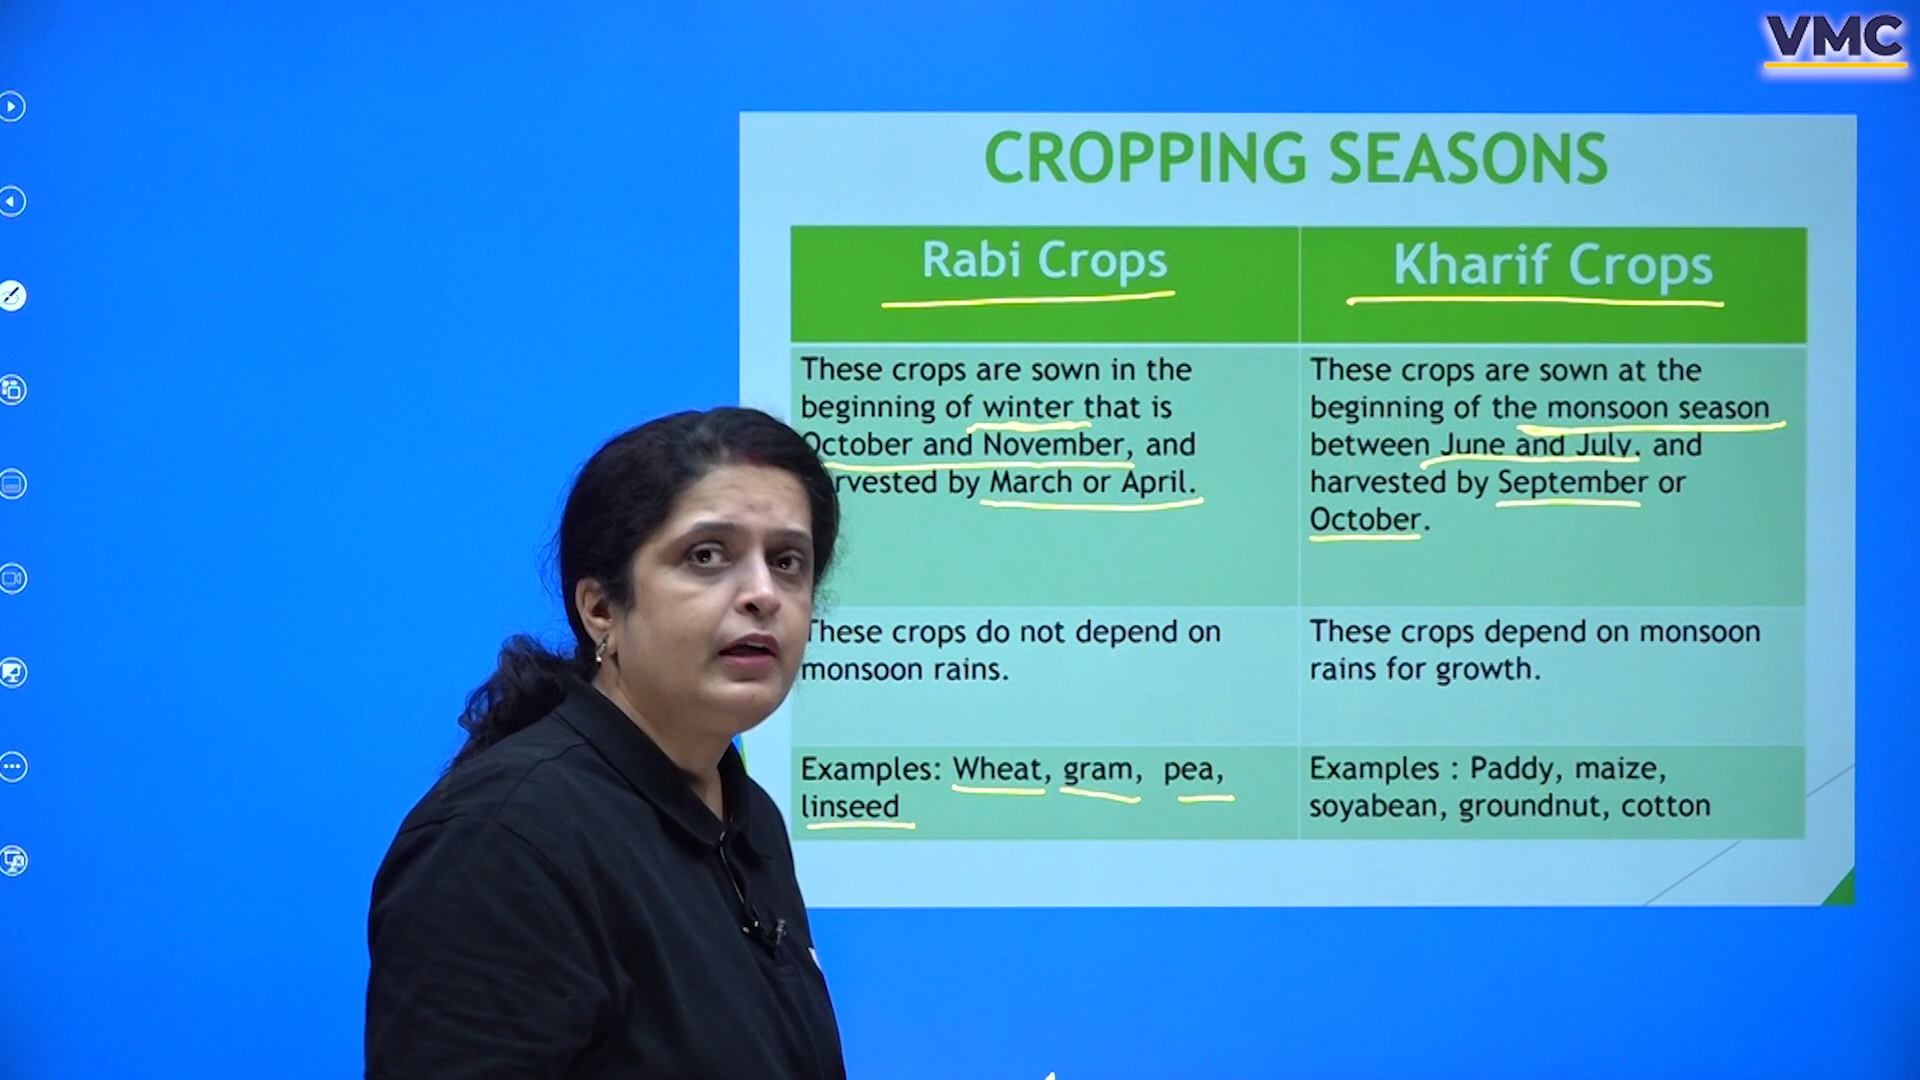 VMC
CROPPING SEASONS
Rabi Crops
Kharif Crops
These crops are sown in the
beginning of winter that is
October and November, and
rvested by March or April.
These crops are sown at the
beginning of the monsoon season
between June and July. and
harvested by September or
October.
These crops do not depend on
monsoon rains.
These crops depend on monsoon
rains for growth.
Examples: Wheat, gram, pea,
linseed
Examples : Paddy, maize,
soyabean, groundnut, cotton